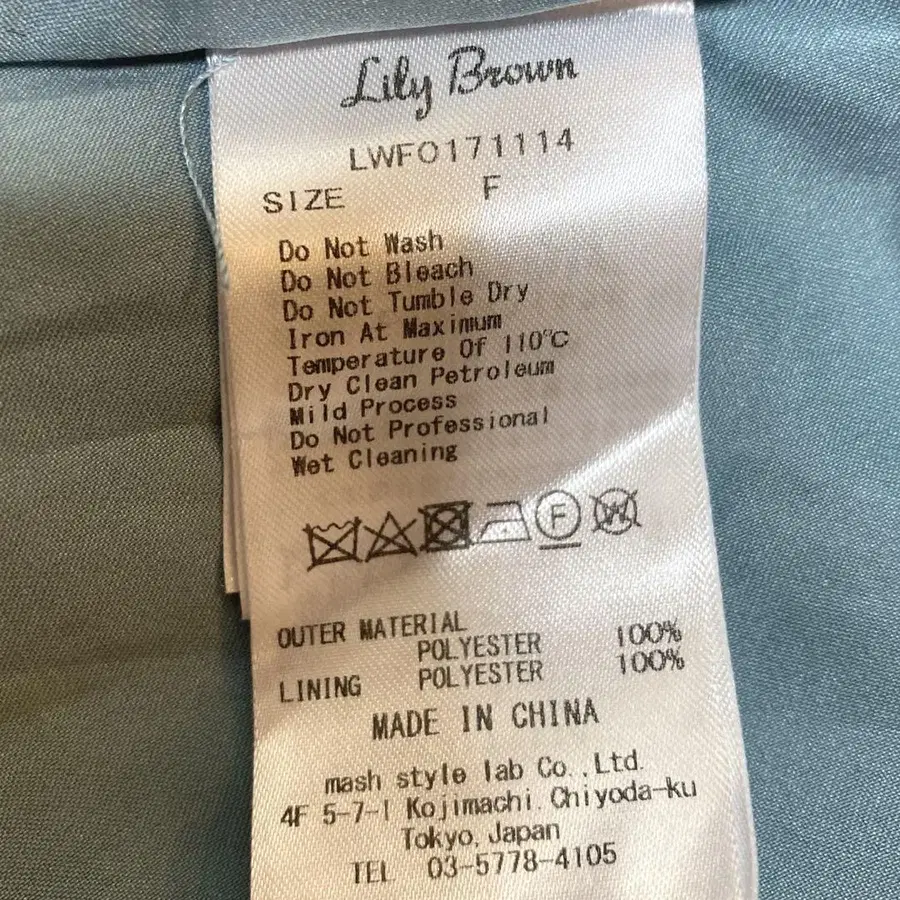 Lily Brown
LWFO171114
SIZE F
Do Not Wash
Do Not Bleach
Do Not Tumble Dry
Iron At Maximum
Temperature Of 110℃
Dry Clean Petroleum
Mild Process
Do Not Professional
Wet Cleaning
F W
OUTER MATERIAL
POLYESTER 100%
LINING POLYESTER 100%
MADE IN CHINA
mash style lab Co.,Ltd.
4F 5-7-1 Kojimachi Chiyoda-ku
Tokyo, Japan
TEL 03-5778-4105